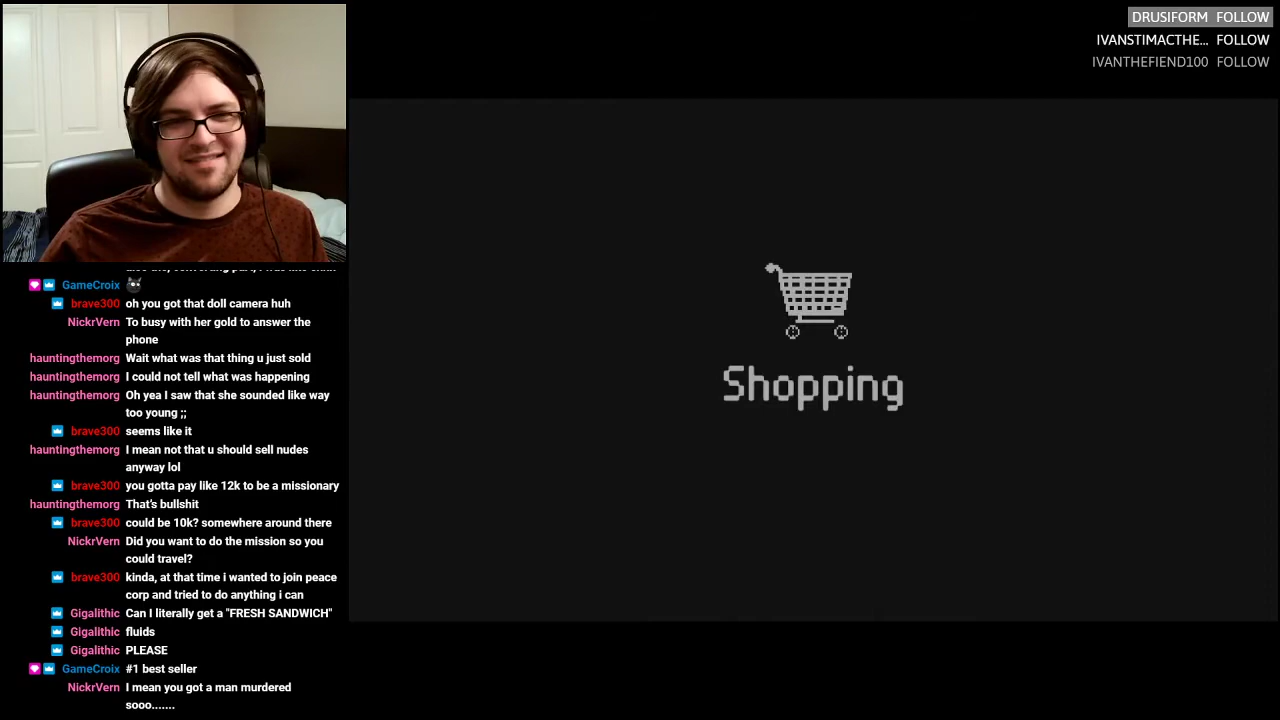 DRUSIFORM FOLLOW
IVANSTIMACTHE... FOLLOW
IVANTHEFIEND100 FOLLOW
Shopping
GameCroix
brave300 oh you got that doll camera huh
NickrVern To busy with her gold to answer the
phone
hauntingthemorg Wait what was that thing u just sold
hauntingthemorg I could not tell what was happening
hauntingthemorg Oh yea I saw that she sounded like way
too young ;;
brave300 seems like it
hauntingthemorg I mean not that u should sell nudes
anyway lol
brave300 you gotta pay like 12k to be a missionary
hauntingthemorg That's bullshit
brave300 could be 10k? somewhere around there
NickrVern Did you want to do the mission so you
could travel?
brave300 kinda, at that time i wanted to join peace
corp and tried to do anything i can
Gigalithic Can I literally get a "FRESH SANDWICH"
Gigalithic fluids
Gigalithic PLEASE
GameCroix #1 best seller
NickrVern I mean you got a man murdered
sooo.......